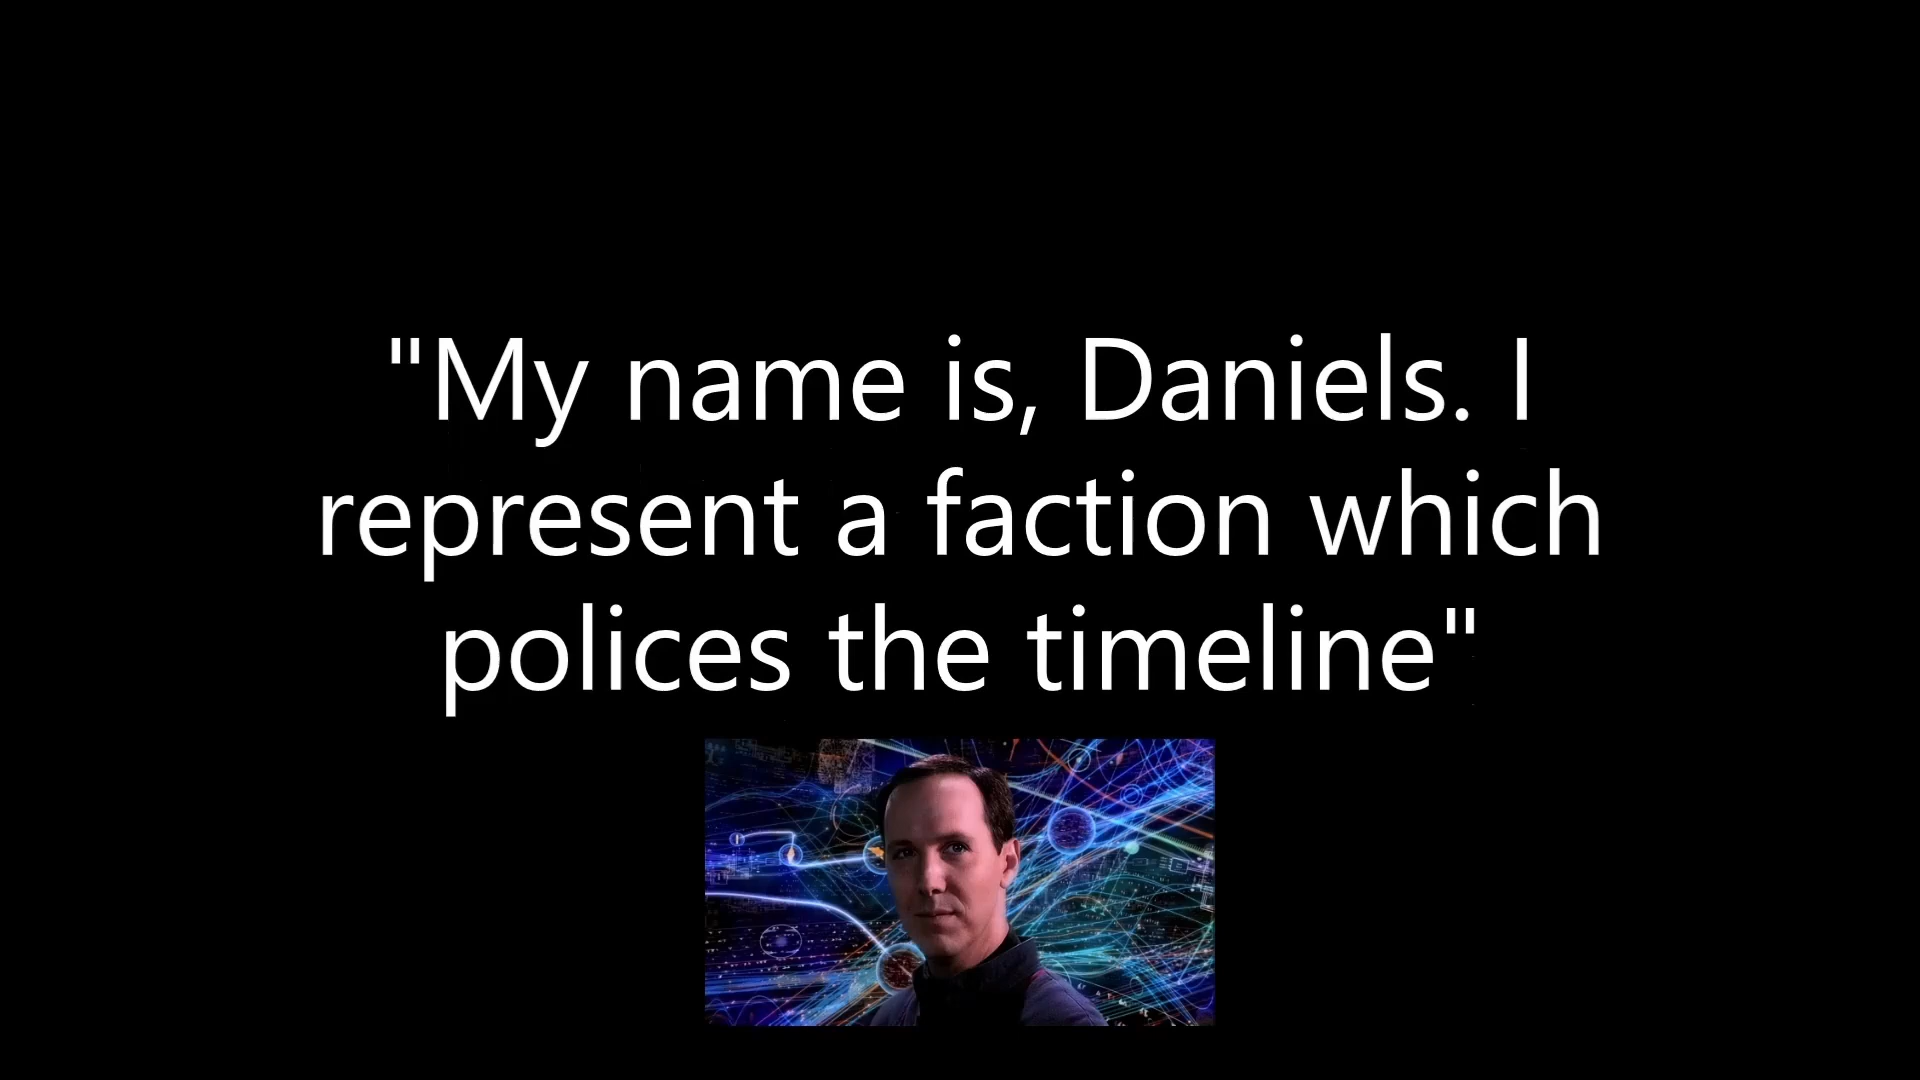 "My name is, Daniels. I
represent a faction which
polices the timeline"